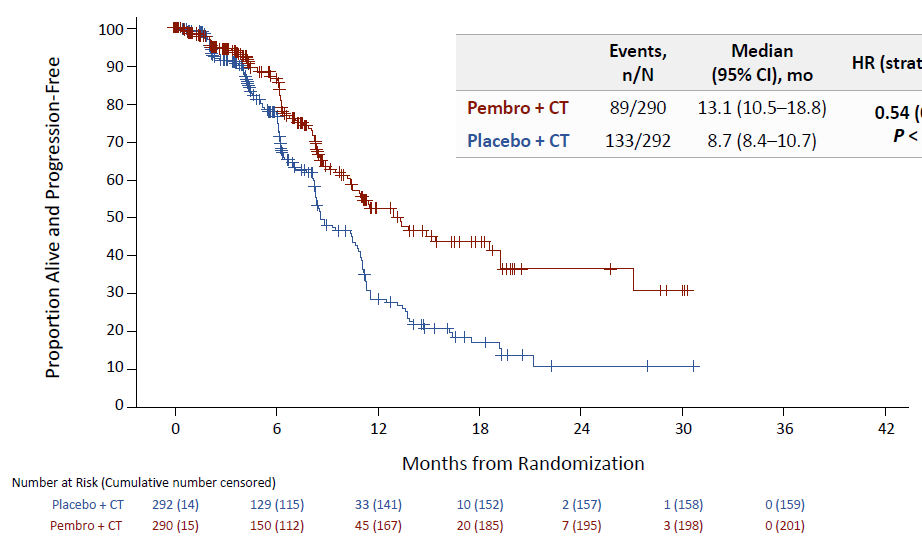 Proportion Alive and Progression-Free
100
90
80
70
60
50
40
30
20
10
0
0 6 12 18 24 30 36 42
Months from Randomization
Events, n/N Median (95% CI), mo HR (strat
Pembro + CT 89/290 13.1 (10.5–18.8) 0.54 (
Placebo + CT 133/292 8.7 (8.4–10.7) P <
Number at Risk (Cumulative number censored)
Placebo + CT 292 (14) 129 (115) 33 (141) 10 (152) 2 (157) 1 (158) 0 (159)
Pembro + CT 290 (15) 150 (112) 45 (167) 20 (185) 7 (195) 3 (198) 0 (201)